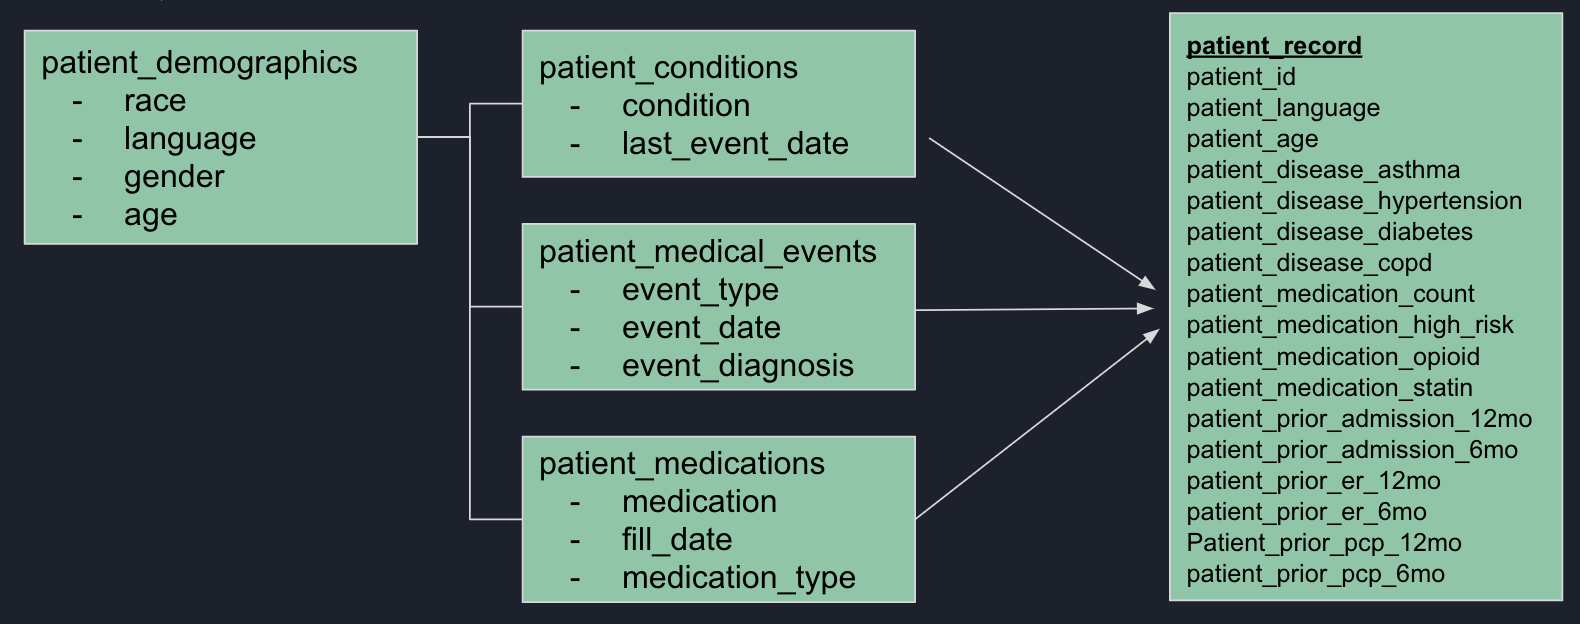 patient_demographics
- race
- language
- gender
- age
patient_conditions
- condition
- last_event_date
patient_medical_events
- event_type
- event_date
- event_diagnosis
patient_medications
- medication
- fill_date
- medication_type
patient_record
patient_id
patient_language
patient_age
patient_disease_asthma
patient_disease_hypertension
patient_disease_diabetes
patient_disease_copd
patient_medication_count
patient_medication_high_risk
patient_medication_opioid
patient_medication_statin
patient_prior_admission_12mo
patient_prior_admission_6mo
patient_prior_er_12mo
patient_prior_er_6mo
Patient_prior_pcp_12mo
patient_prior_pcp_6mo